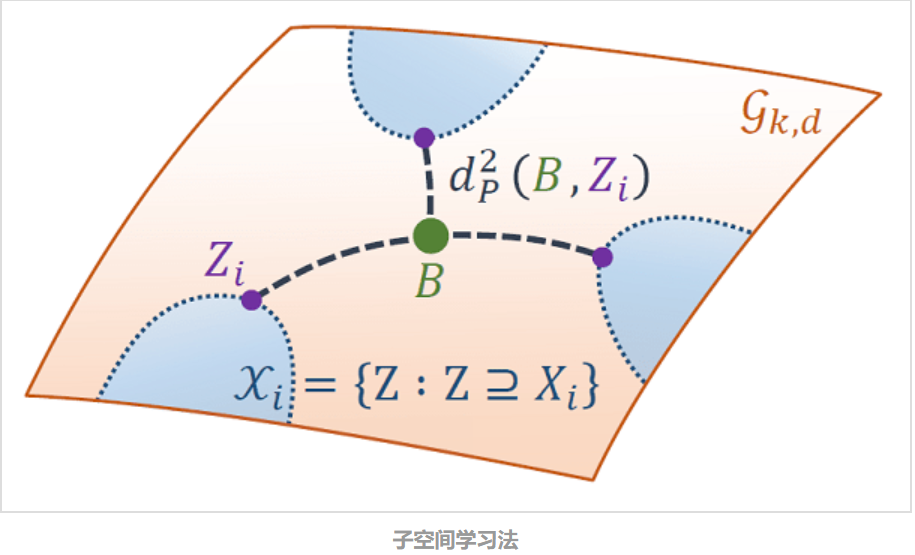 𝒢k,d
d²P (B, Zi)
Zi
B
𝒳i = {Z : Z ⊇ Xi}
子空间学习法